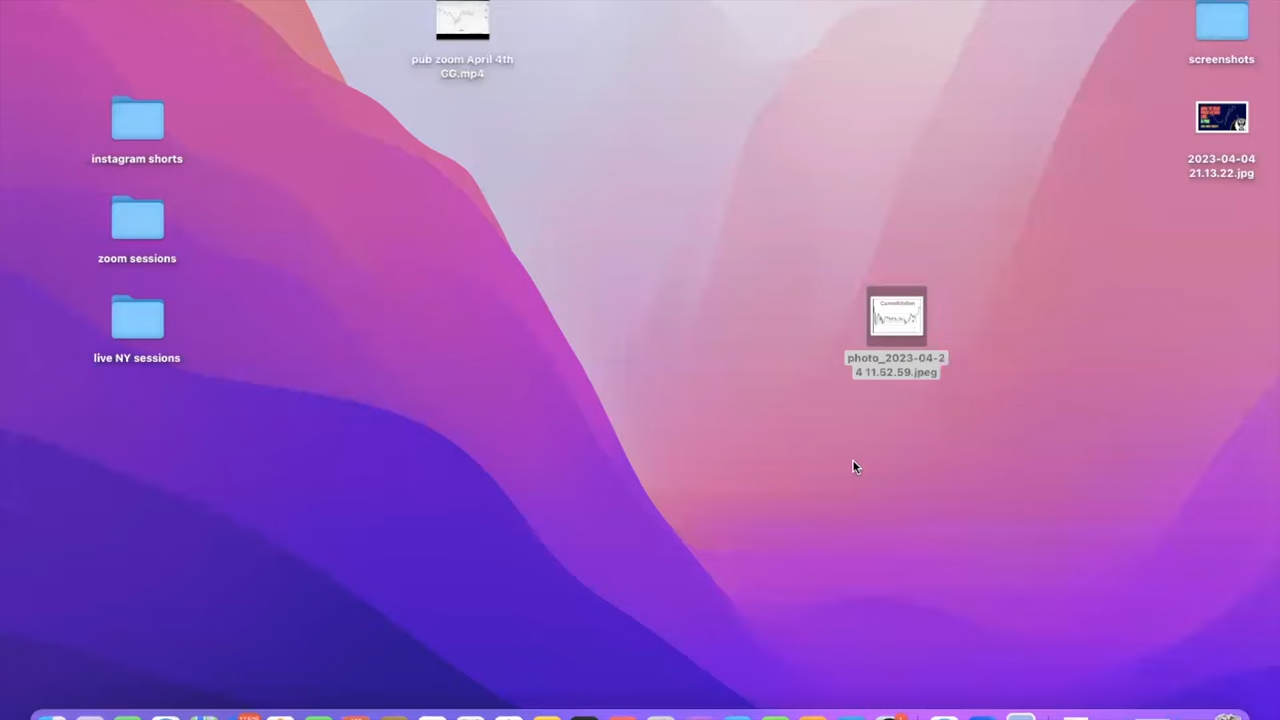 pub zoom April 4th
GG.mp4
screenshots
instagram shorts
2023-04-04
21.13.22.jpg
zoom sessions
live NY sessions
photo_2023-04-2
4 11.52.59.jpeg